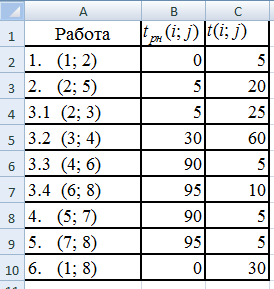 A B C
1 Работа t_рн(i; j) t(i; j)
2 1. (1; 2) 0 5
3 2. (2; 5) 5 20
4 3.1 (2; 3) 5 25
5 3.2 (3; 4) 30 60
6 3.3 (4; 6) 90 5
7 3.4 (6; 8) 95 10
8 4. (5; 7) 90 5
9 5. (7; 8) 95 5
10 6. (1; 8) 0 30